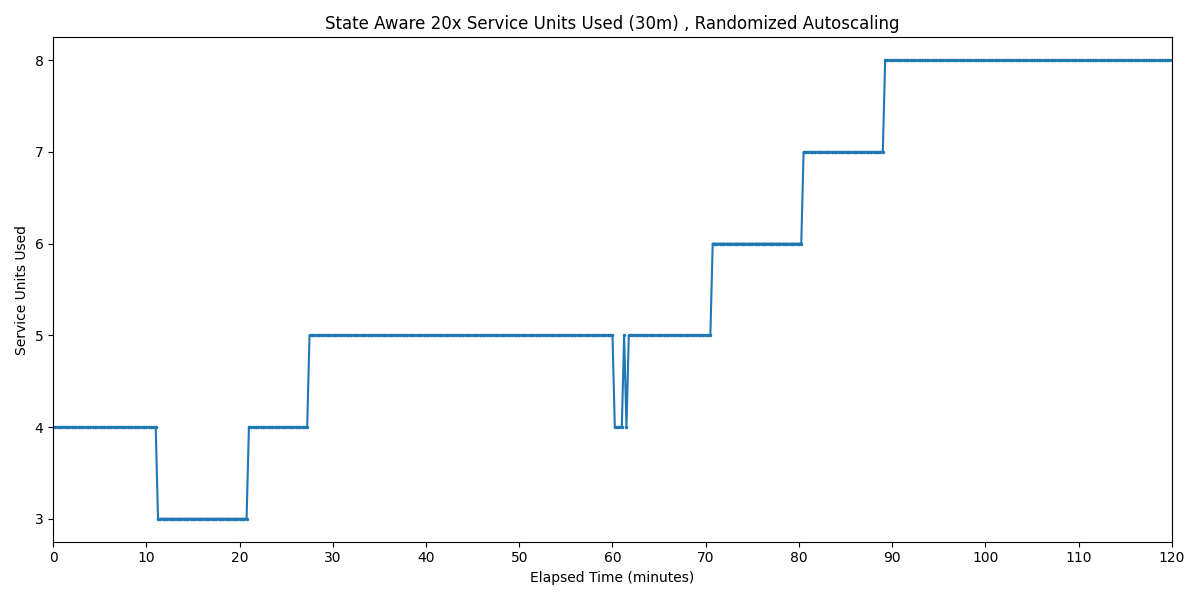 State Aware 20x Service Units Used (30m) , Randomized Autoscaling
8
7
6
5
4
3
Service Units Used
0 10 20 30 40 50 60 70 80 90 100 110 120
Elapsed Time (minutes)